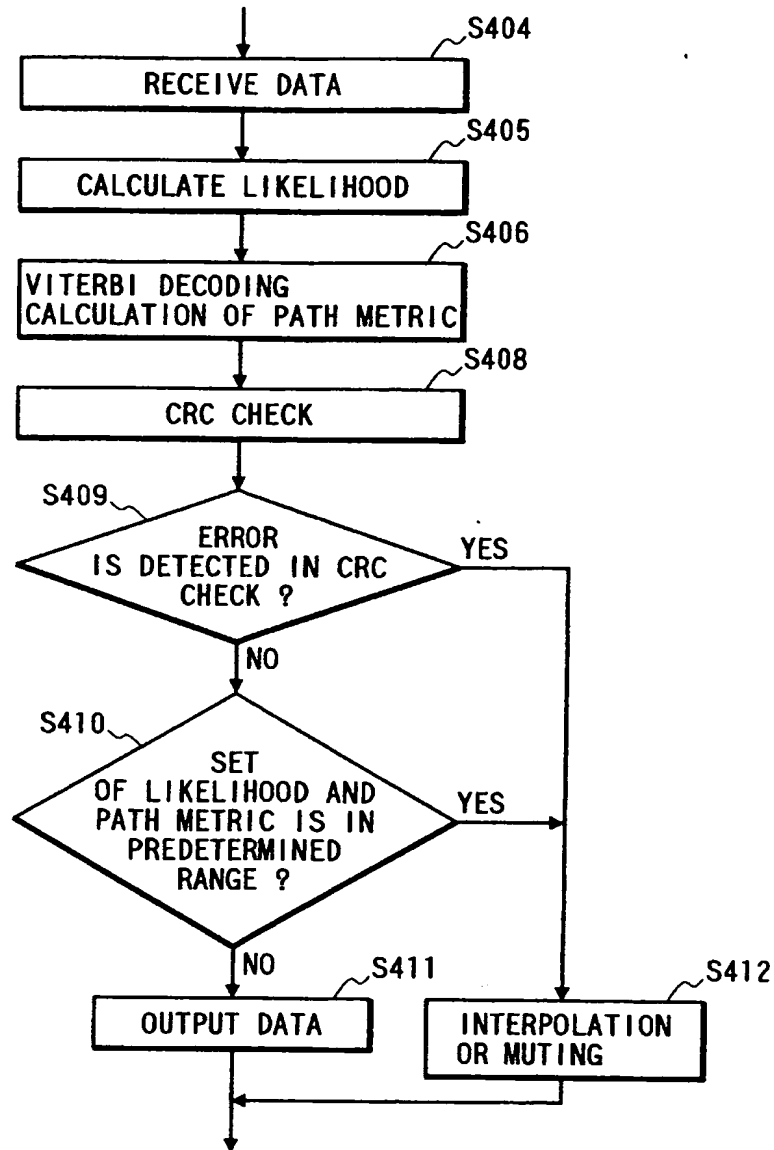 S404
RECEIVE DATA
S405
CALCULATE LIKELIHOOD
S406
VITERBI DECODING
CALCULATION OF PATH METRIC
S408
CRC CHECK
S409
ERROR
IS DETECTED IN CRC
CHECK ?
YES
NO
S410
SET
OF LIKELIHOOD AND
PATH METRIC IS IN
PREDETERMINED
RANGE ?
YES
NO
S411
OUTPUT DATA
S412
INTERPOLATION
OR MUTING